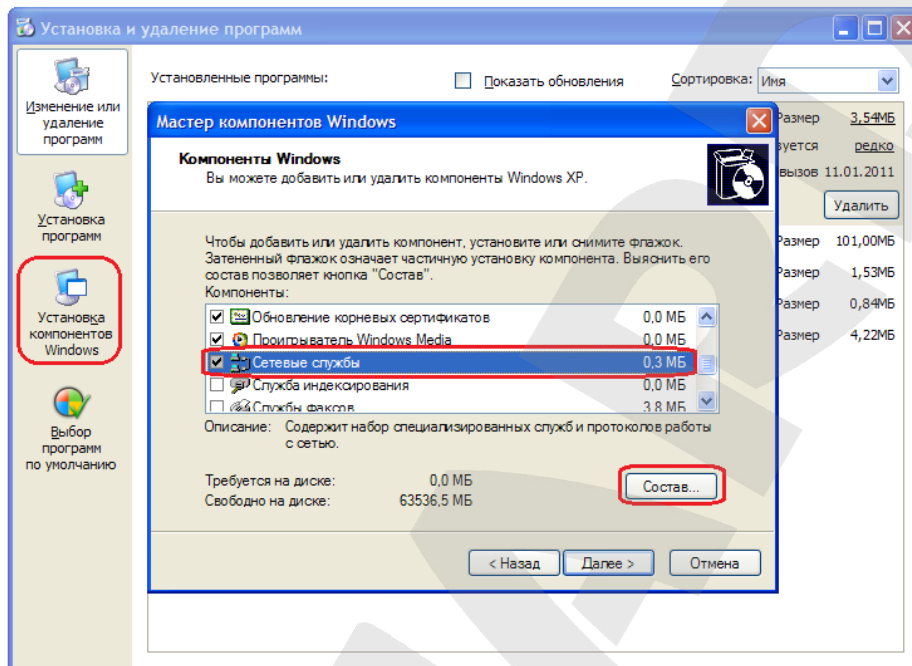 Установка и удаление программ
Изменение или
удаление
программ
Установка
программ
Установка
компонентов
Windows
Выбор
программ
по умолчанию
Установленные программы:
Показать обновления
Сортировка:
Имя
Размер 3,54МБ
редко
вызов 11.01.2011
Удалить
Размер 101,00МБ
Размер 1,53МБ
Размер 0,84МБ
Размер 4,22МБ
Мастер компонентов Windows
Компоненты Windows
Вы можете добавить или удалить компоненты Windows XP.
Чтобы добавить или удалить компонент, установите или снимите флажок.
Затененный флажок означает частичную установку компонента. Выяснить его
состав позволяет кнопка "Состав".
Компоненты:
Обновление корневых сертификатов 0,0 МБ
Проигрыватель Windows Media 0,0 МБ
Сетевые службы 0,3 МБ
Служба индексирования 0,0 МБ
Службы факсов 3,8 МБ
Описание: Содержит набор специализированных служб и протоколов работы
с сетью.
Требуется на диске: 0,0 МБ
Свободно на диске: 63536,5 МБ
Состав...
< Назад
Далее >
Отмена